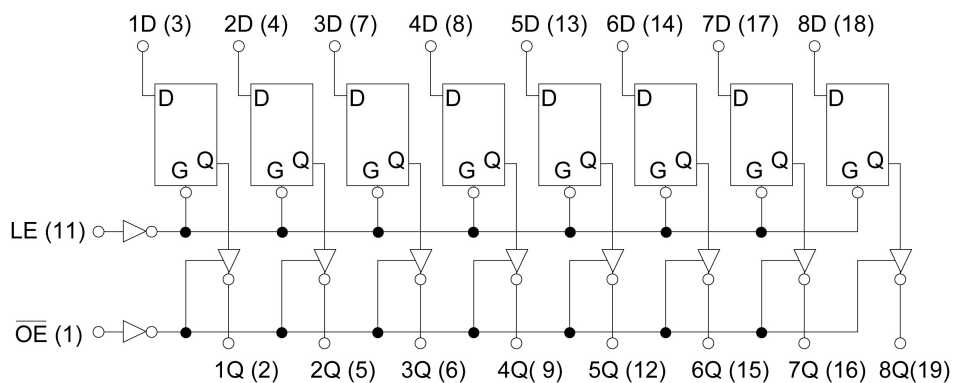 1D (3) 2D (4) 3D (7) 4D (8) 5D (13) 6D (14) 7D (17) 8D (18)
D D D D D D D D
Q Q Q Q Q Q Q Q
G G G G G G G G
LE (11)
OE (1)
1Q (2) 2Q (5) 3Q (6) 4Q( 9) 5Q (12) 6Q (15) 7Q (16) 8Q(19)